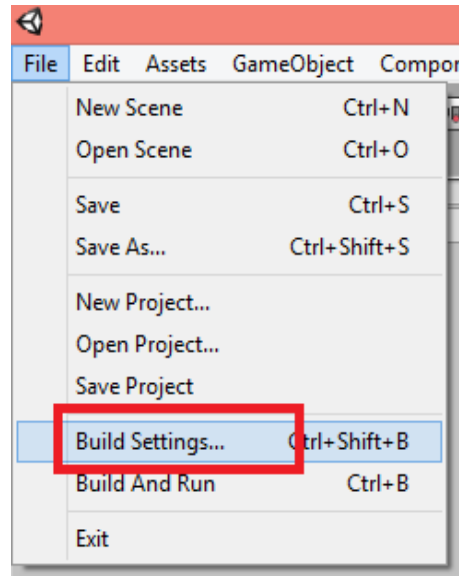 File Edit Assets GameObject Compor
New Scene Ctrl+N
Open Scene Ctrl+O
Save Ctrl+S
Save As... Ctrl+Shift+S
New Project...
Open Project...
Save Project
Build Settings... Ctrl+Shift+B
Build And Run Ctrl+B
Exit